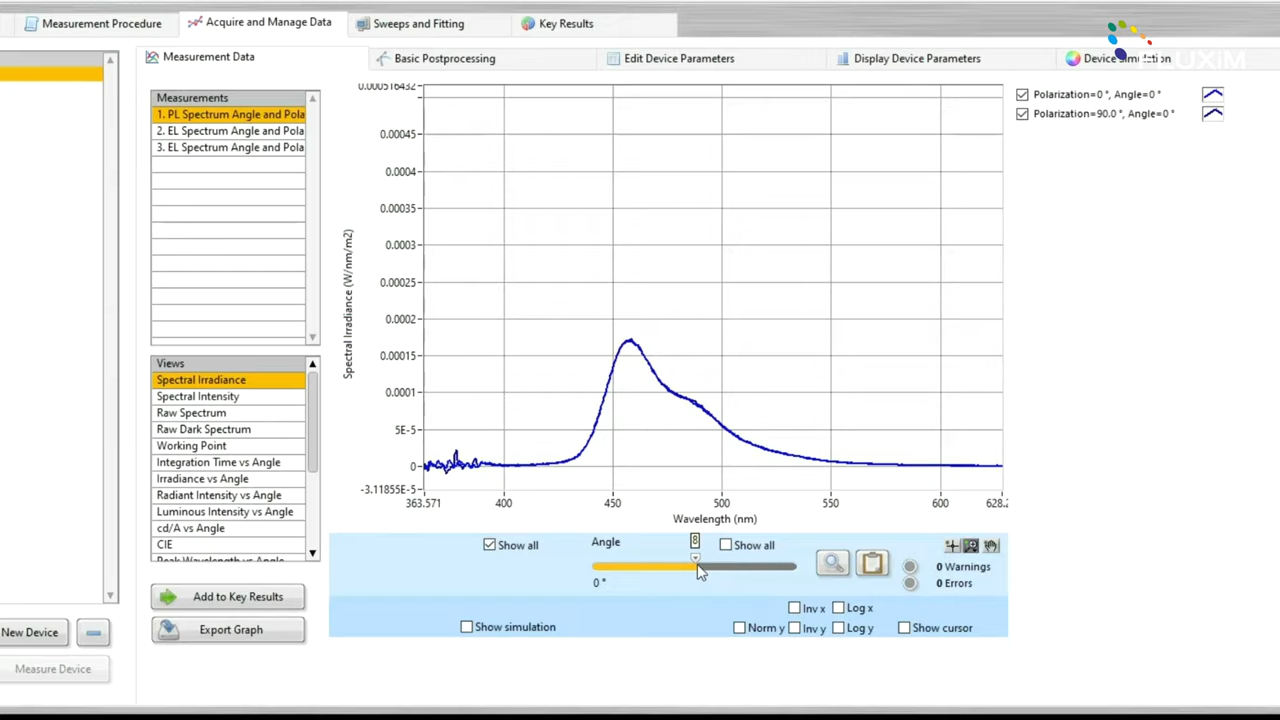 Measurement Procedure
Acquire and Manage Data
Sweeps and Fitting
Key Results
Measurement Data
Basic Postprocessing
Edit Device Parameters
Display Device Parameters
Device Simulation
Measurements
1. PL Spectrum Angle and Pola
2. EL Spectrum Angle and Pola
3. EL Spectrum Angle and Pola
Views
Spectral Irradiance
Spectral Intensity
Raw Spectrum
Raw Dark Spectrum
Working Point
Integration Time vs Angle
Irradiance vs Angle
Radiant Intensity vs Angle
Luminous Intensity vs Angle
cd/A vs Angle
CIE
Peak Wavelength vs Angle
Add to Key Results
Export Graph
New Device
Measure Device
Spectral Irradiance (W/nm/m2)
0.000516432
0.00045
0.0004
0.00035
0.0003
0.00025
0.0002
0.00015
0.0001
5E-5
0
-3.11855E-5
363.571
400
450
500
550
600
628.2
Wavelength (nm)
Polarization=0 °, Angle=0 °
Polarization=90.0 °, Angle=0 °
Show all
Angle
8
Show all
0 °
0 Warnings
0 Errors
Inv x
Log x
Show simulation
Norm y
Inv y
Log y
Show cursor